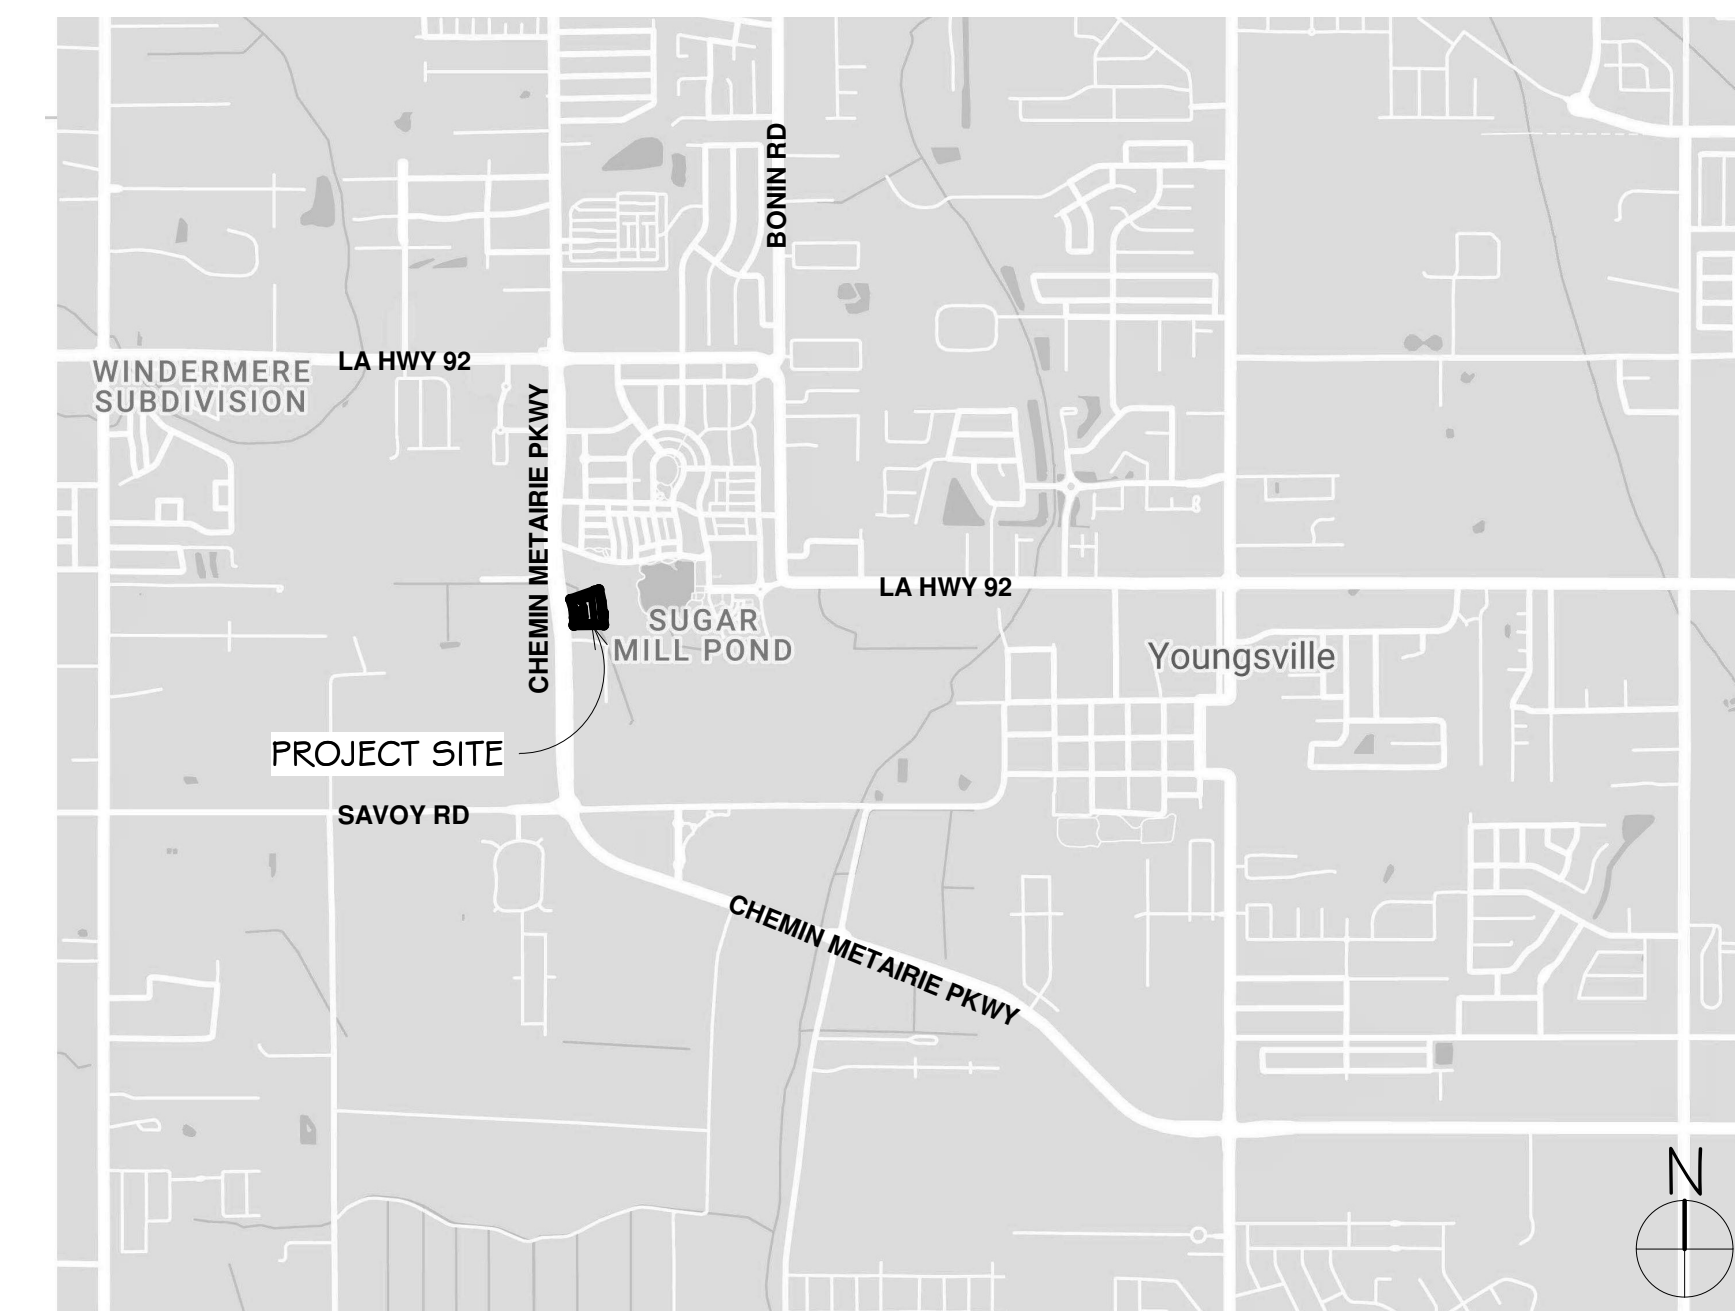 BONIN RD
LA HWY 92
WINDERMERE
SUBDIVISION
CHEMIN METAIRIE PKWY
LA HWY 92
SUGAR
MILL POND
Youngsville
PROJECT SITE
SAVOY RD
CHEMIN METAIRIE PKWY
N